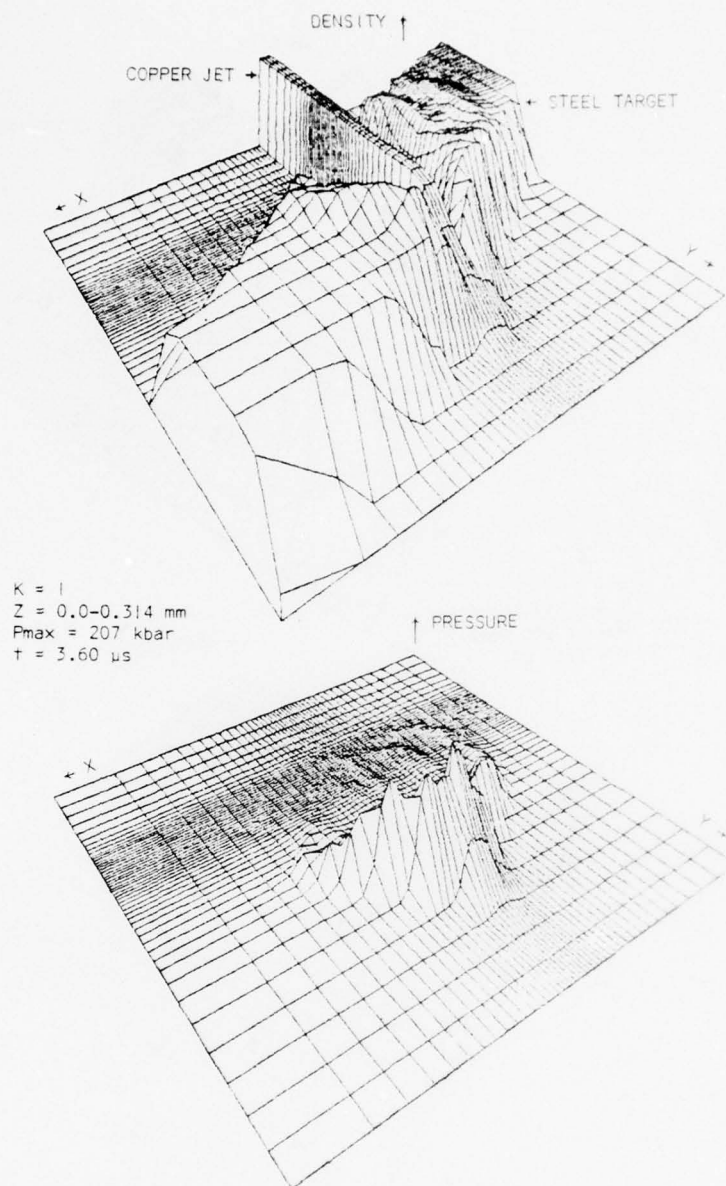 DENSITY ↑
COPPER JET →
← STEEL TARGET
← X
Y →
K = 1
Z = 0.0-0.314 mm
Pmax = 207 kbar
t = 3.60 µs
↑ PRESSURE
← X
Y →